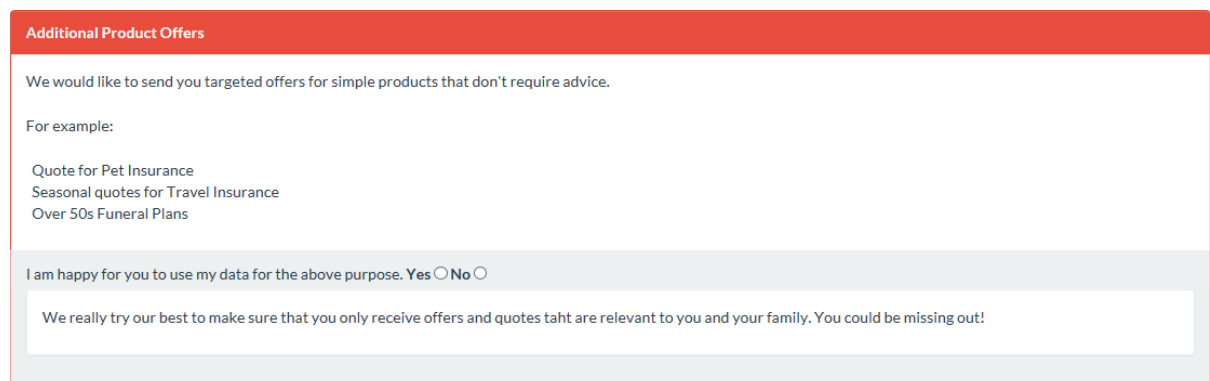 Additional Product Offers
We would like to send you targeted offers for simple products that don't require advice.
For example:
Quote for Pet Insurance
Seasonal quotes for Travel Insurance
Over 50s Funeral Plans
I am happy for you to use my data for the above purpose. Yes No
We really try our best to make sure that you only receive offers and quotes taht are relevant to you and your family. You could be missing out!